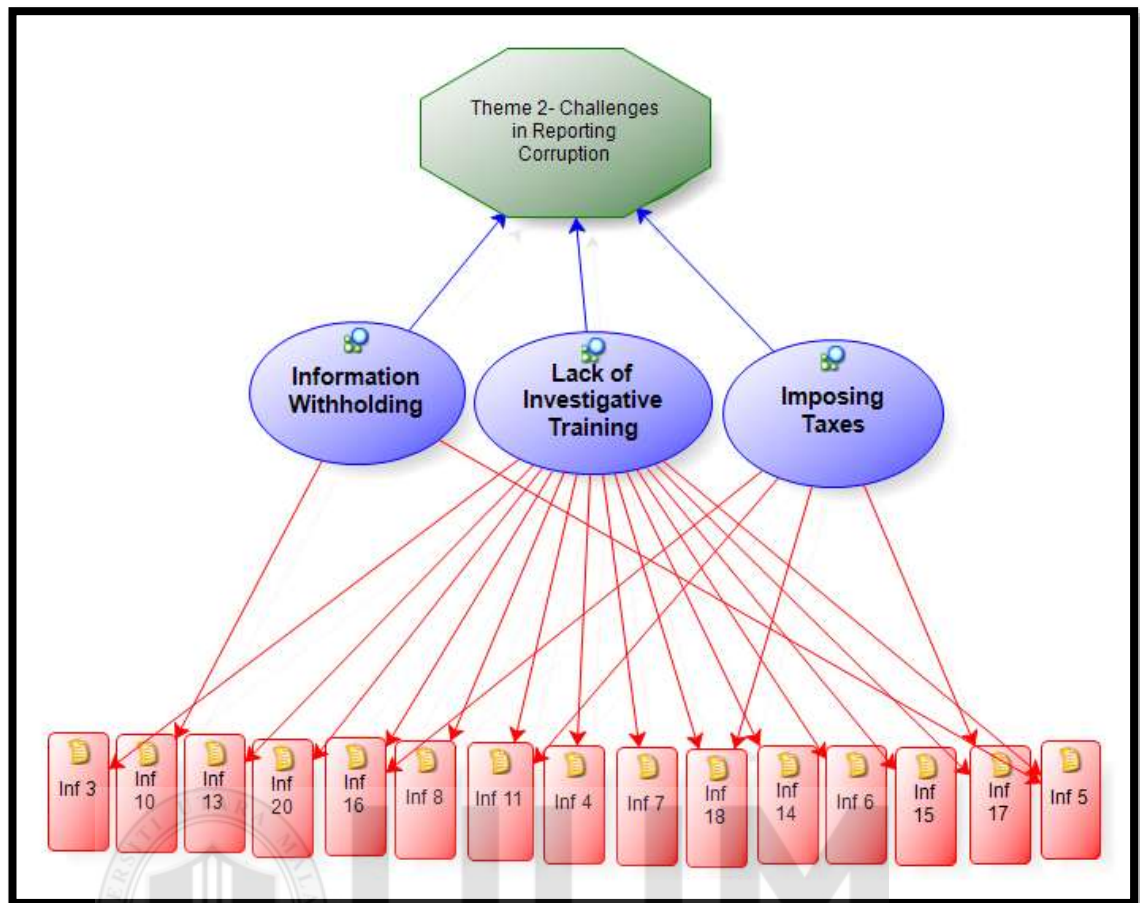 Theme 2- Challenges
in Reporting
Corruption
Information
Withholding
Lack of
Investigative
Training
Imposing
Taxes
Inf 3
Inf
10
Inf
13
Inf
20
Inf
16
Inf 8
Inf 11
Inf 4
Inf 7
Inf
18
Inf
14
Inf 6
Inf
15
Inf
17
Inf 5
UUM